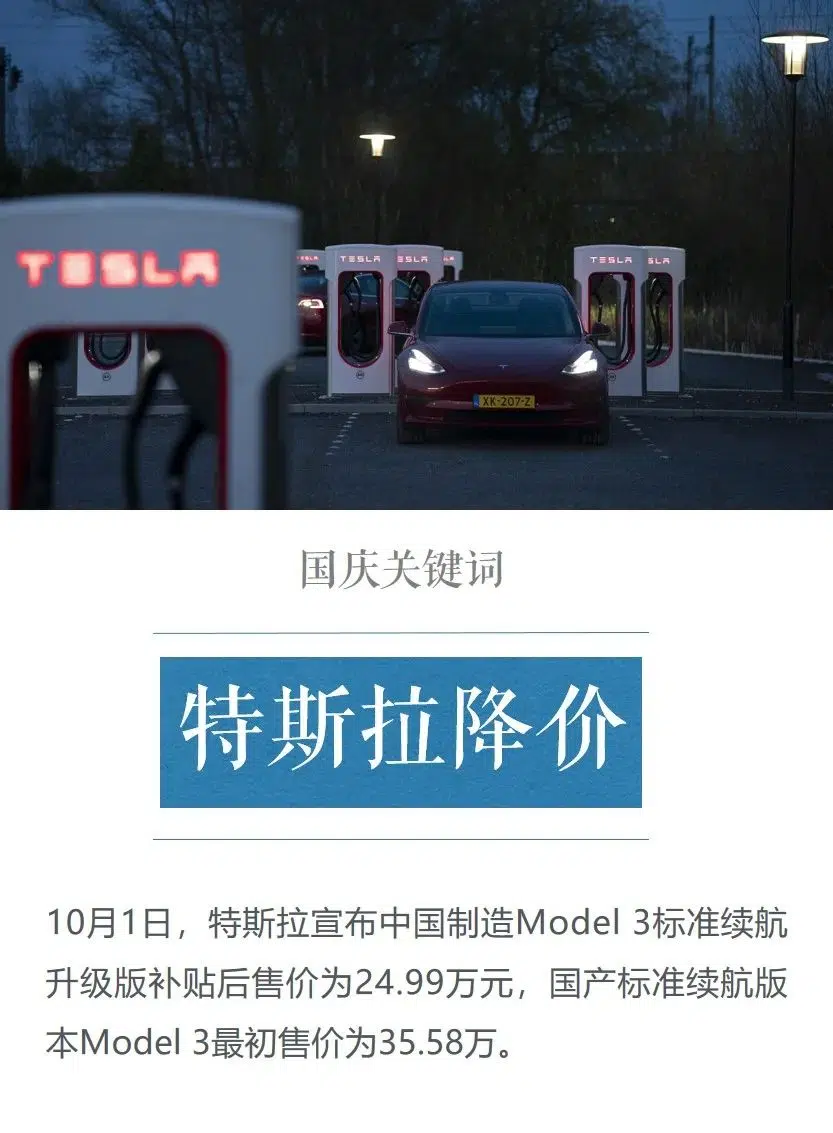 TESLA
TESLA
TESLA
TESLA
TESLA
XK-207-Z
国庆关键词
特斯拉降价
10月1日，特斯拉宣布中国制造Model 3标准续航
升级版补贴后售价为24.99万元，国产标准续航版
本Model 3最初售价为35.58万。